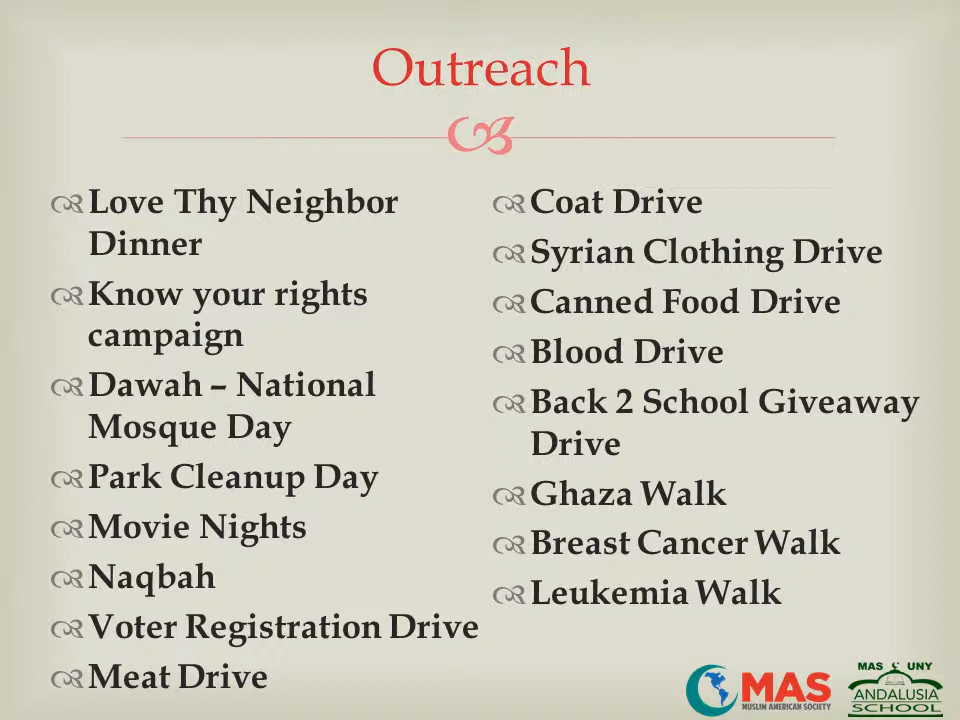 Outreach
Love Thy Neighbor
Dinner
Know your rights
campaign
Dawah – National
Mosque Day
Park Cleanup Day
Movie Nights
Naqbah
Voter Registration Drive
Meat Drive
Coat Drive
Syrian Clothing Drive
Canned Food Drive
Blood Drive
Back 2 School Giveaway
Drive
Ghaza Walk
Breast Cancer Walk
Leukemia Walk
MAS
MUSLIM AMERICAN SOCIETY
MAS UNY
ANDALUSIA
SCHOOL